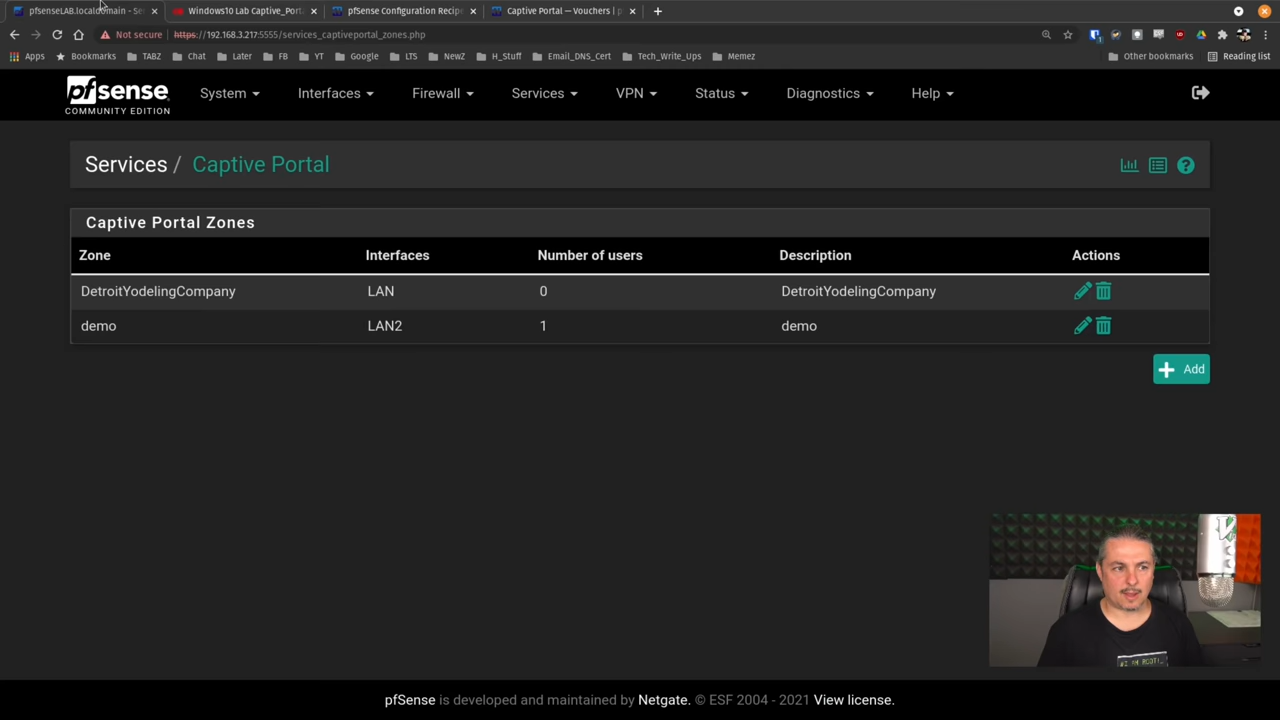 pfsenseLAB.localdomain - Se
Windows10 Lab Captive_Port
pfSense Configuration Recipe
Captive Portal — Vouchers | p
Not secure
https://192.168.3.217:5555/services_captiveportal_zones.php
Apps
Bookmarks
TABZ
Chat
Later
FB
YT
Google
LTS
NewZ
H_Stuff
Email_DNS_Cert
Tech_Write_Ups
Memez
Other bookmarks
Reading list
pfsense
COMMUNITY EDITION
System
Interfaces
Firewall
Services
VPN
Status
Diagnostics
Help
Services / Captive Portal
Captive Portal Zones
Zone Interfaces Number of users Description Actions
DetroitYodelingCompany LAN 0 DetroitYodelingCompany
demo LAN2 1 demo
Add
pfSense is developed and maintained by Netgate. © ESF 2004 - 2021 View license.